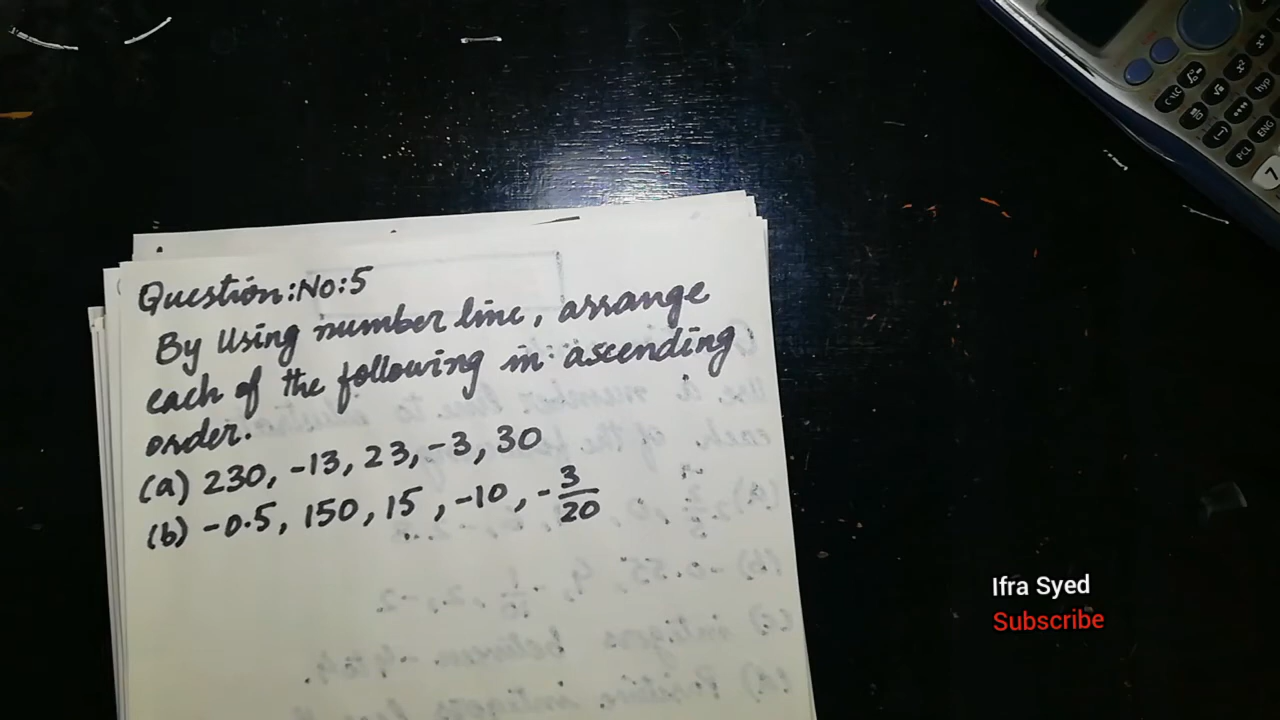 Question:No:5
By Using number line, arrange
each of the following in ascending
order.
(a) 230, -13, 23, -3, 30
(b) -0.5, 150, 15, -10, -3/20
Ifra Syed
Subscribe